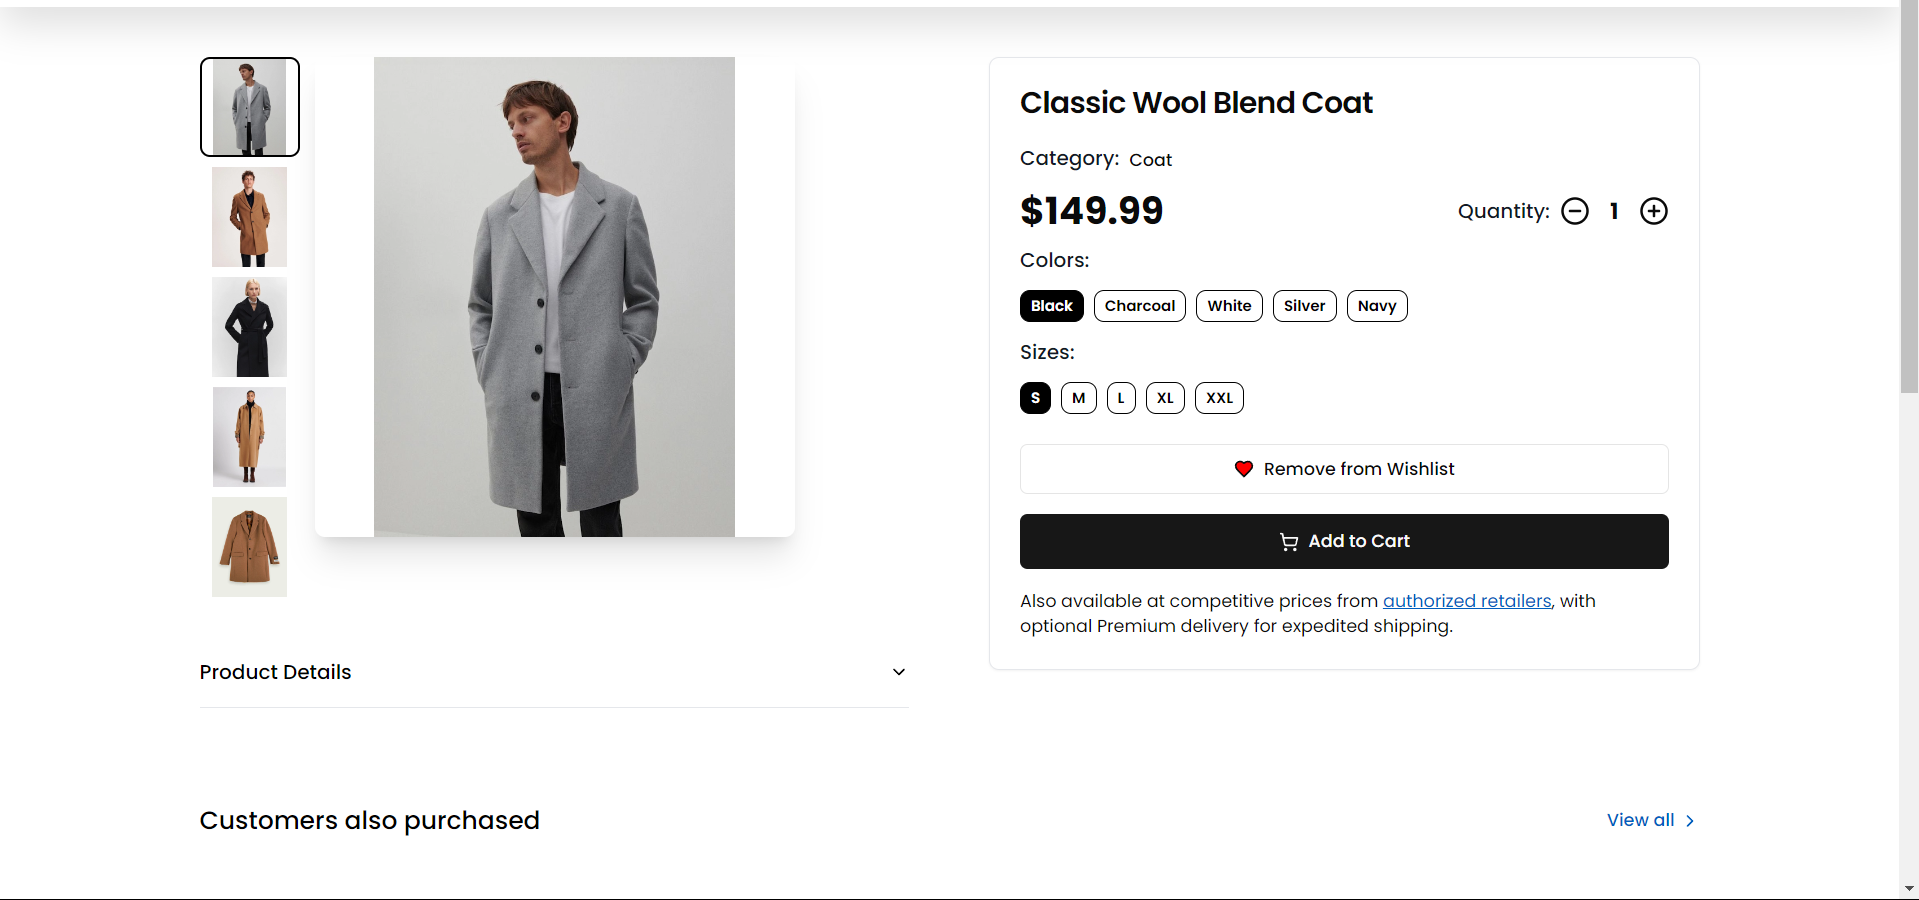 Classic Wool Blend Coat
Category: Coat
$149.99
Quantity: 1
Colors:
Black Charcoal White Silver Navy
Sizes:
S M L XL XXL
Remove from Wishlist
Add to Cart
Also available at competitive prices from authorized retailers, with
optional Premium delivery for expedited shipping.
Product Details
Customers also purchased
View all